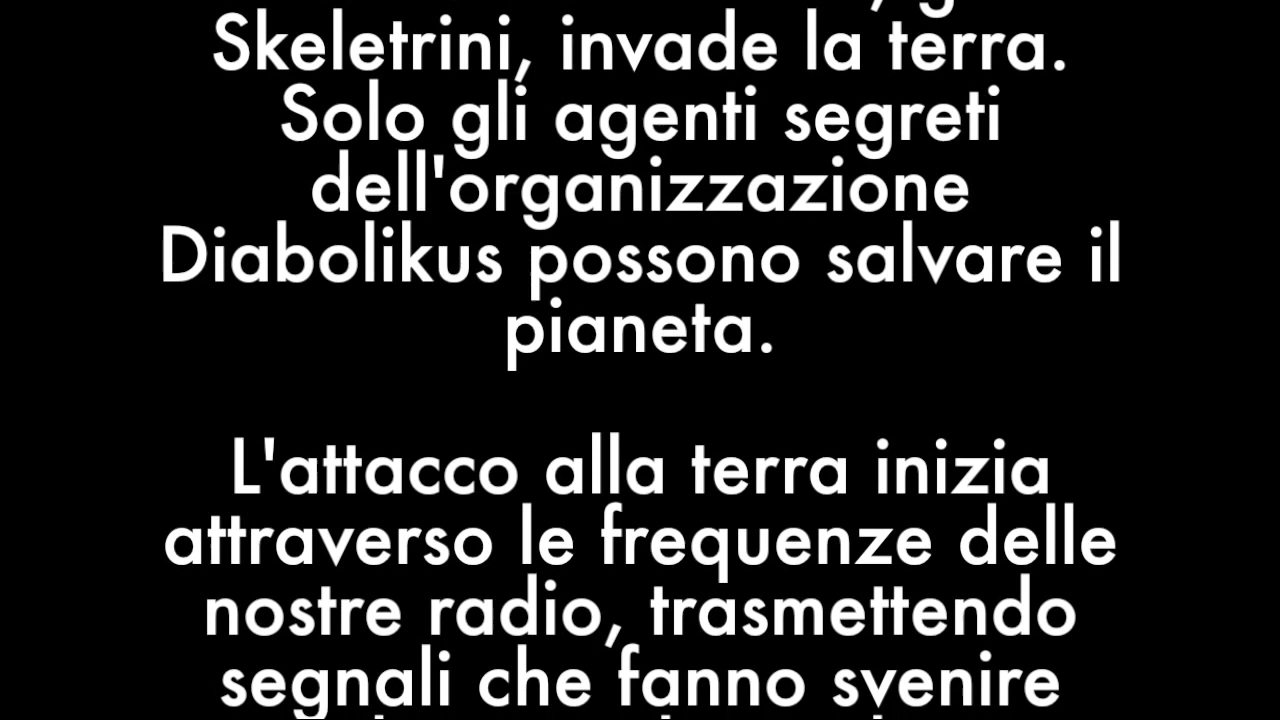 Skeletrini, invade la terra.
Solo gli agenti segreti
dell'organizzazione
Diabolikus possono salvare il
pianeta.
L'attacco alla terra inizia
attraverso le frequenze delle
nostre radio, trasmettendo
segnali che fanno svenire